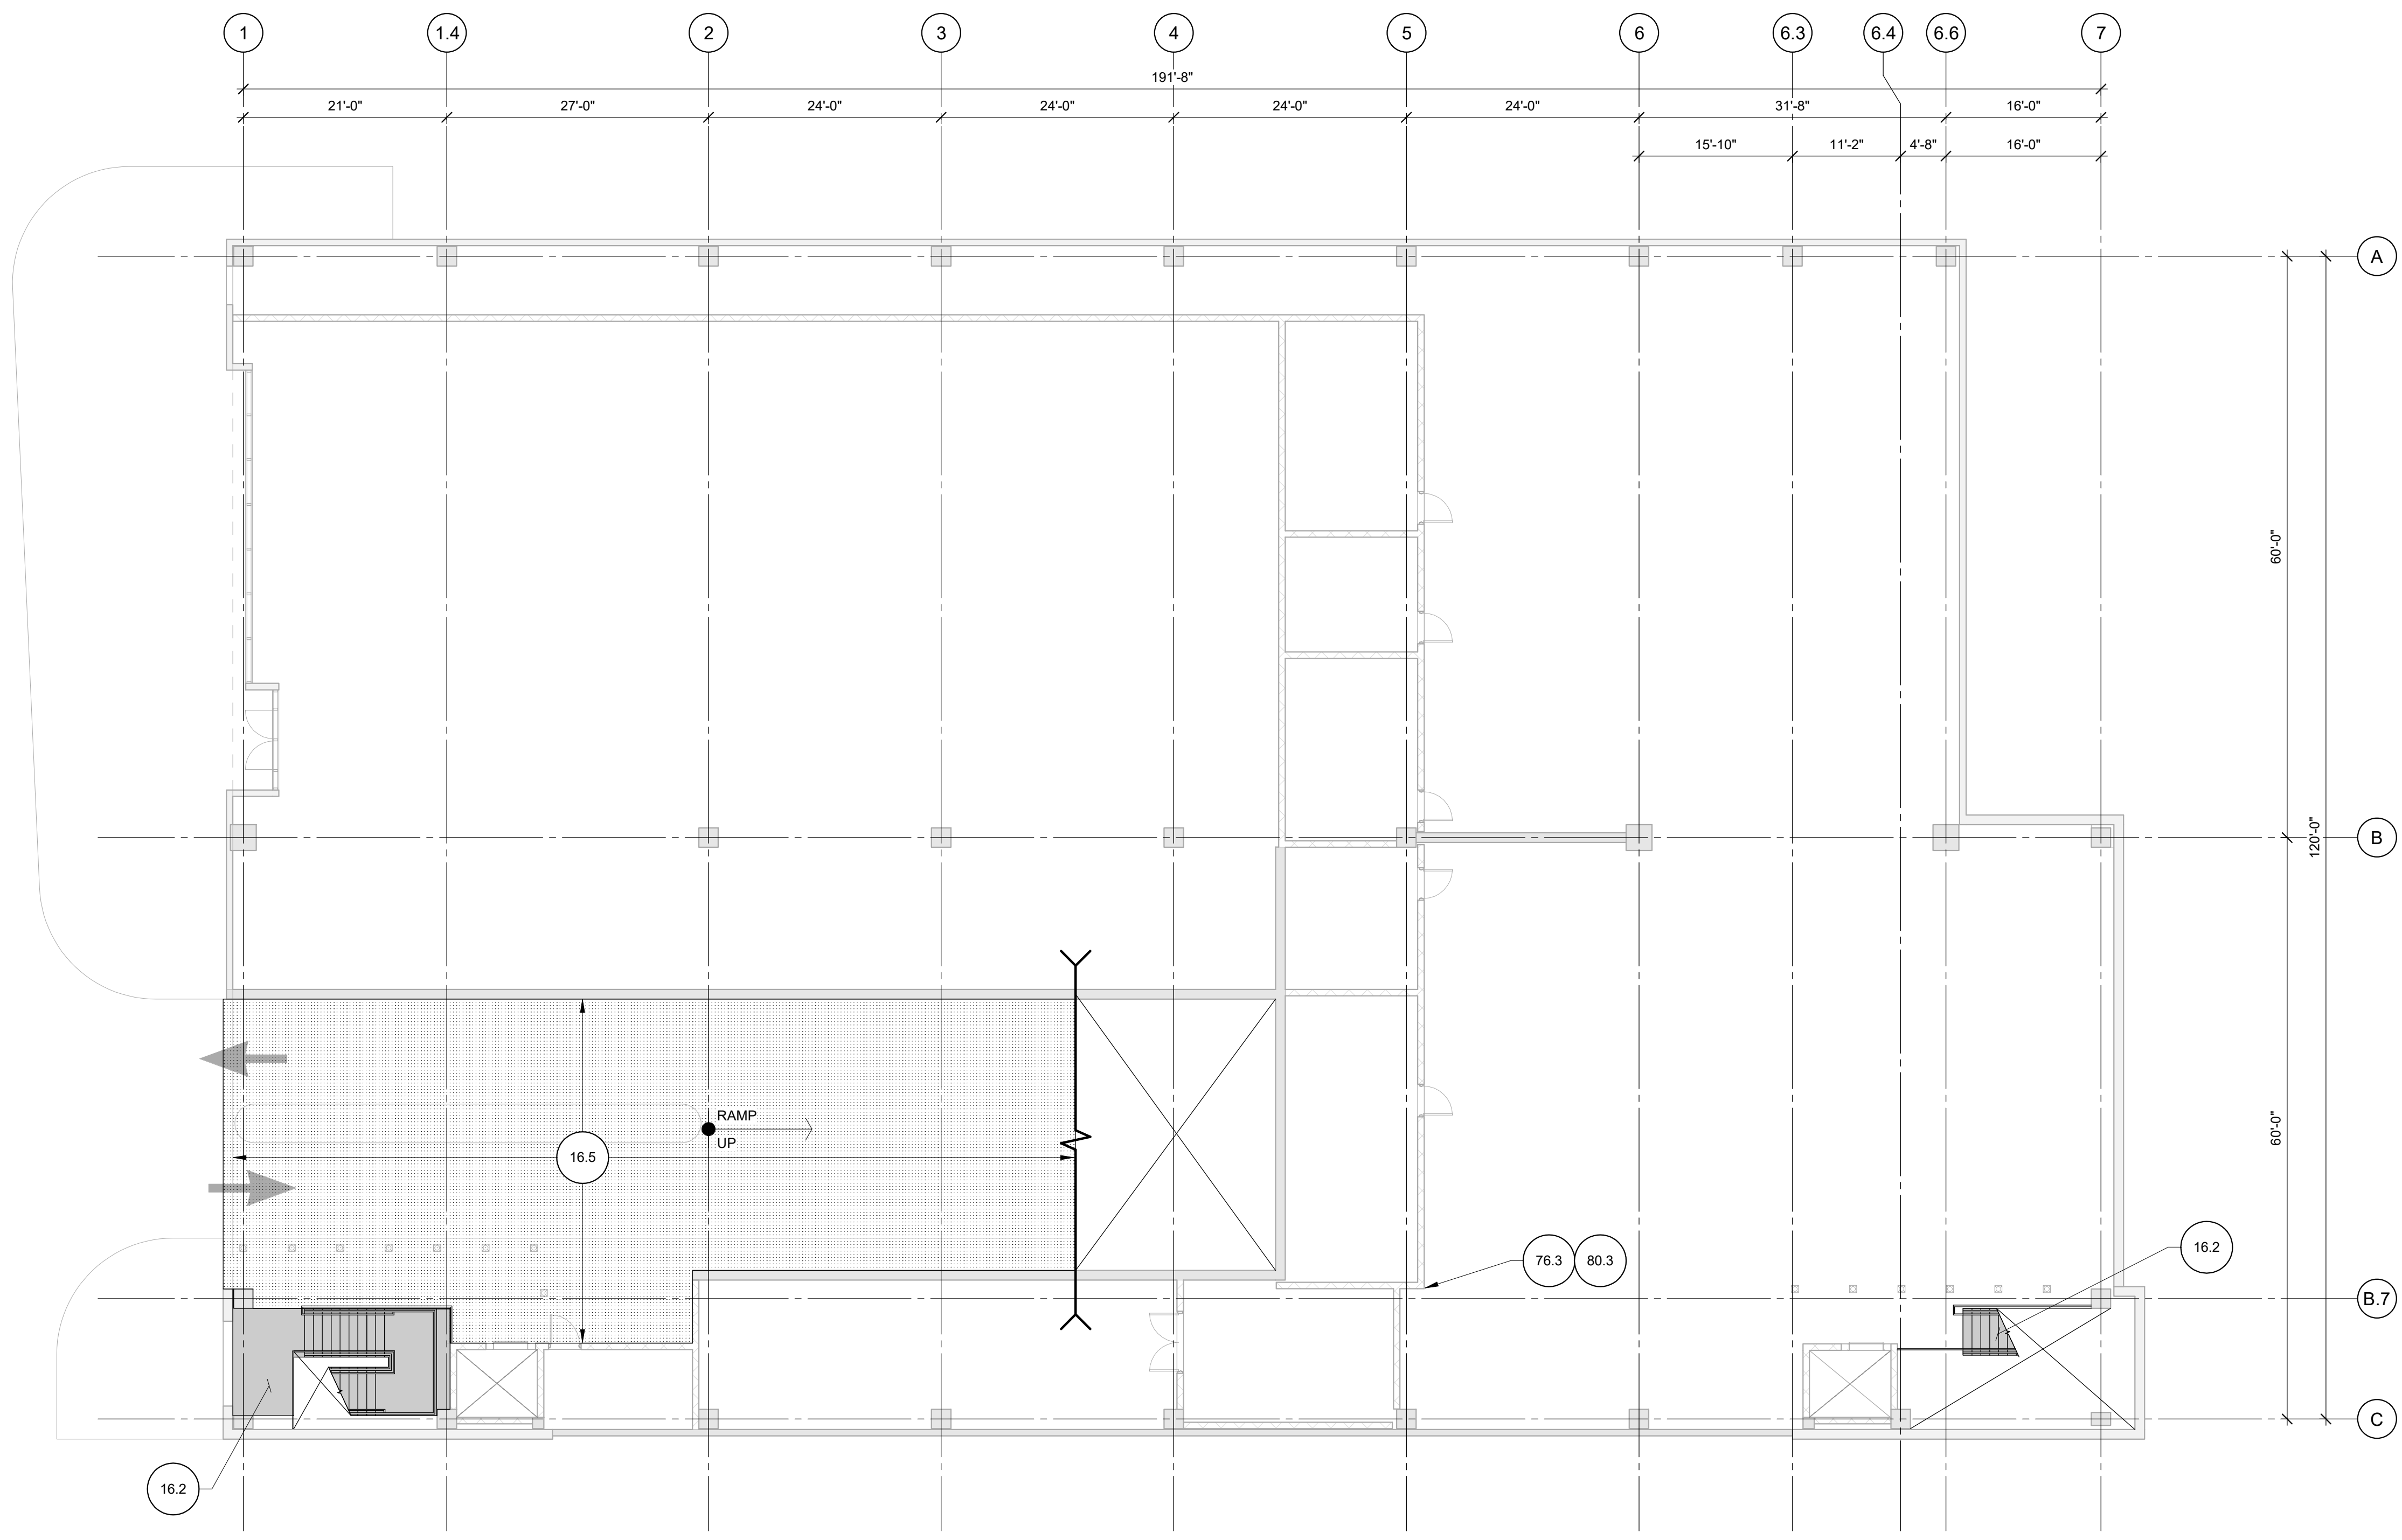 1 1.4 2 3 4 5 6 6.3 6.4 6.6 7
191'-8"
21'-0" 27'-0" 24'-0" 24'-0" 24'-0" 24'-0" 31'-8" 16'-0"
15'-10" 11'-2" 4'-8" 16'-0"
A
60'-0"
120'-0"
B
RAMP
UP
16.5
60'-0"
16.2
76.3 80.3
B.7
C
16.2